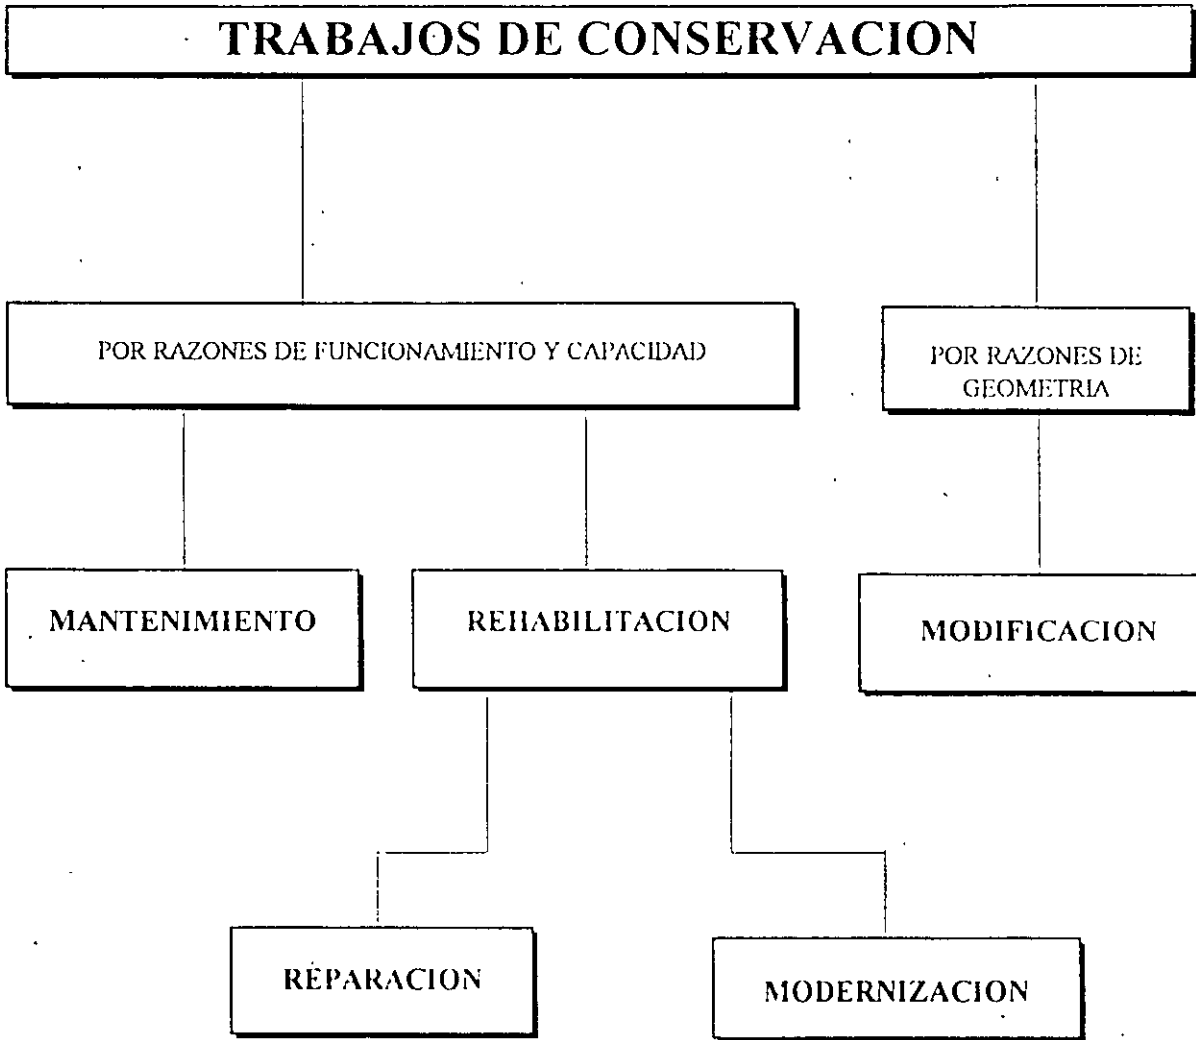 TRABAJOS DE CONSERVACION
POR RAZONES DE FUNCIONAMIENTO Y CAPACIDAD
POR RAZONES DE
GEOMETRIA
MANTENIMIENTO
REHABILITACION
MODIFICACION
REPARACION
MODERNIZACION